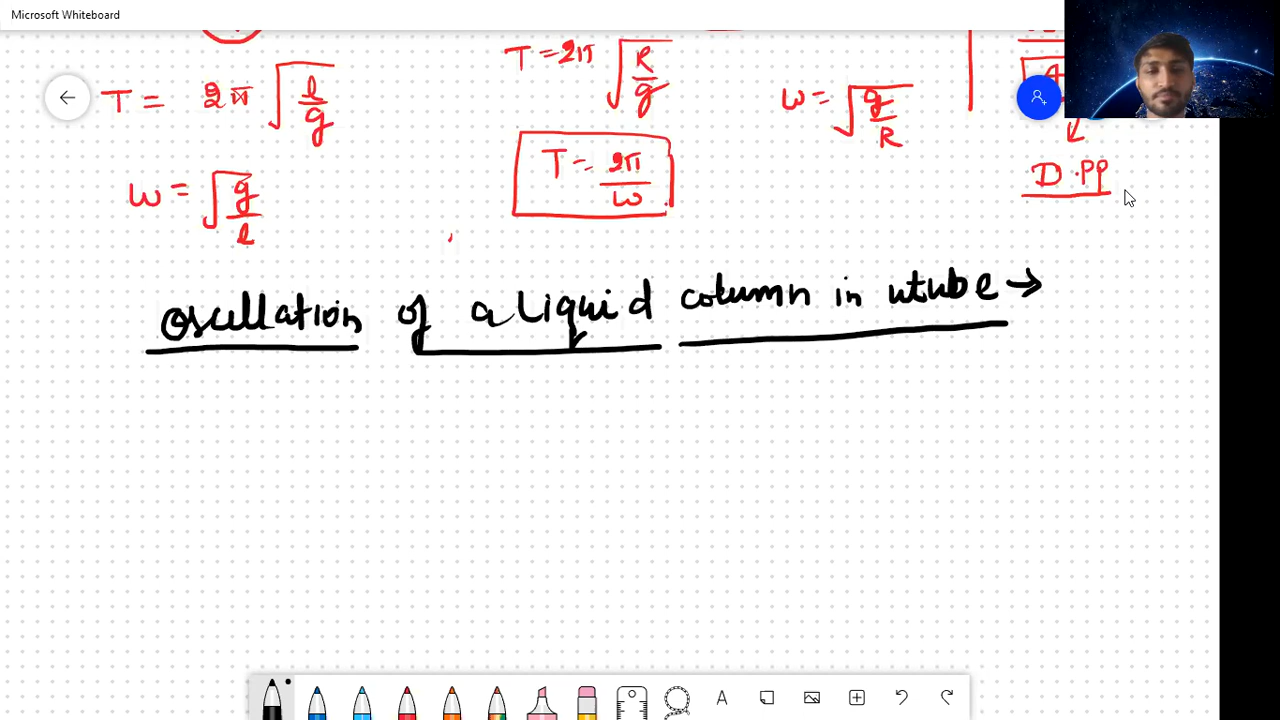 Microsoft Whiteboard
T = 2π √(l/g)
T = 2π √(R/g)
ω = √(g/R)
ω = √(g/l)
T = 2π/ω
D.PP
oscillation of a liquid column in utube →
A